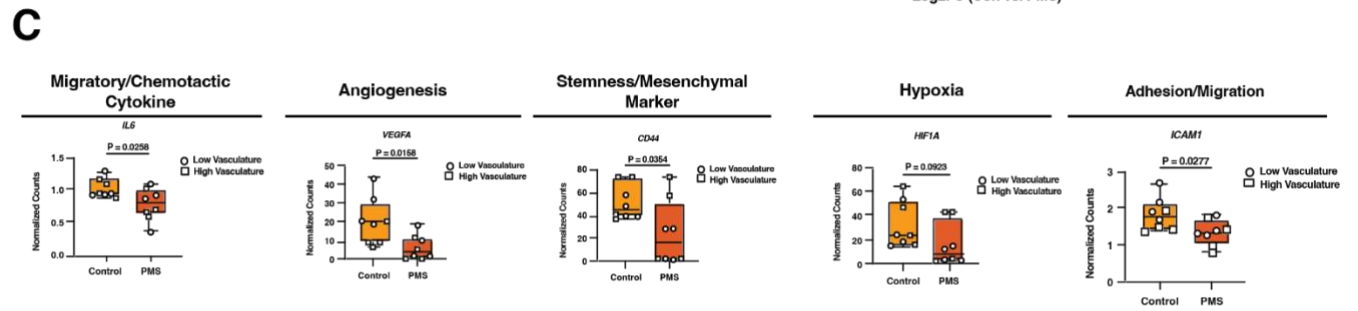 C
Migratory/Chemotactic
Cytokine
IL6
P = 0.0258
Low Vasculature
High Vasculature
Normalized Counts
1.5
1.0
0.5
0.0
Control
PMS
Angiogenesis
VEGFA
P = 0.0158
Low Vasculature
High Vasculature
Normalized Counts
50
40
30
20
10
0
Control
PMS
Stemness/Mesenchymal
Marker
CD44
P = 0.0354
Low Vasculature
High Vasculature
Normalized Counts
80
60
40
20
0
Control
PMS
Hypoxia
HIF1A
P = 0.0923
Low Vasculature
High Vasculature
Normalized Counts
80
60
40
20
0
Control
PMS
Adhesion/Migration
ICAM1
P = 0.0277
Low Vasculature
High Vasculature
Normalized Counts
3
2
1
0
Control
PMS